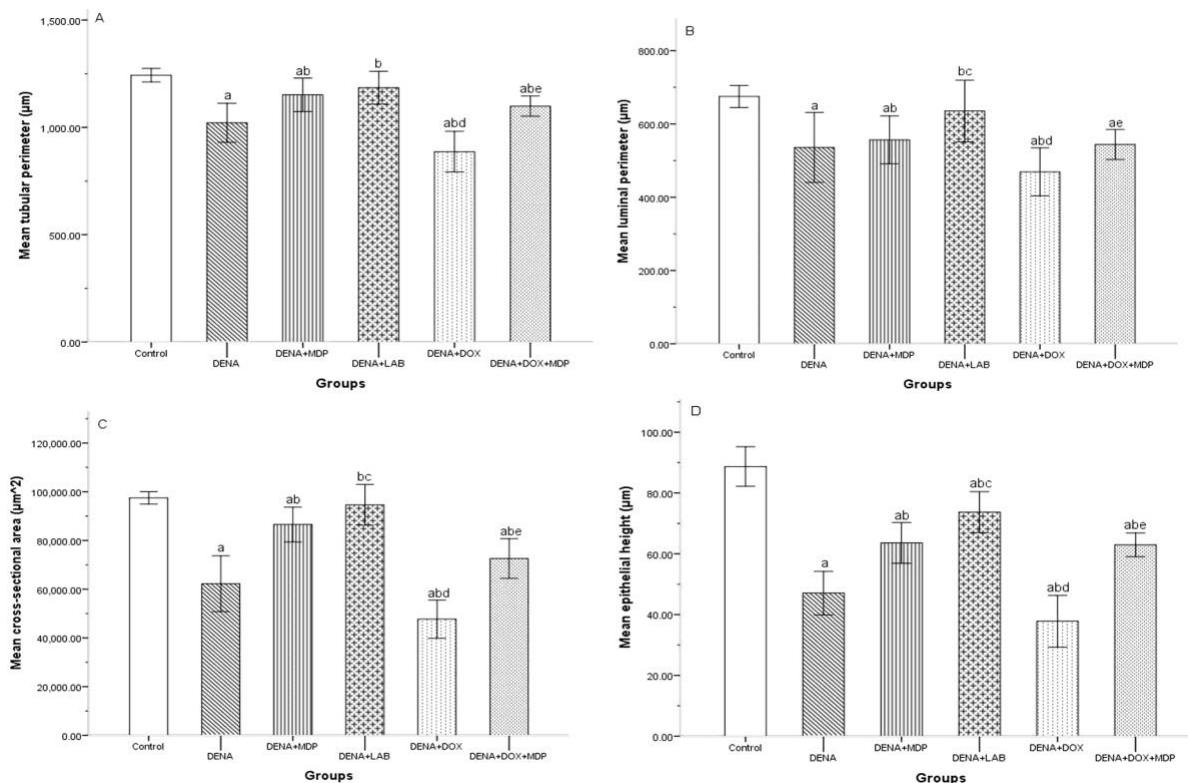 A
Mean tubular perimeter (µm)
1,500.00
1,000.00
500.00
0.00
a
ab
b
abd
abe
Control
DENA
DENA+MDP
DENA+LAB
DENA+DOX
DENA+DOX+MDP
Groups
B
Mean luminal perimeter (µm)
800.00
600.00
400.00
200.00
0.00
a
ab
bc
abd
ae
Control
DENA
DENA+MDP
DENA+LAB
DENA+DOX
DENA+DOX+MDP
Groups
C
Mean cross-sectional area (µm^2)
120,000.00
100,000.00
80,000.00
60,000.00
40,000.00
20,000.00
0.00
a
ab
bc
abd
abe
Control
DENA
DENA+MDP
DENA+LAB
DENA+DOX
DENA+DOX+MDP
Groups
D
Mean epithelial height (µm)
100.00
80.00
60.00
40.00
20.00
0.00
a
ab
abc
abd
abe
Control
DENA
DENA+MDP
DENA+LAB
DENA+DOX
DENA+DOX+MDP
Groups